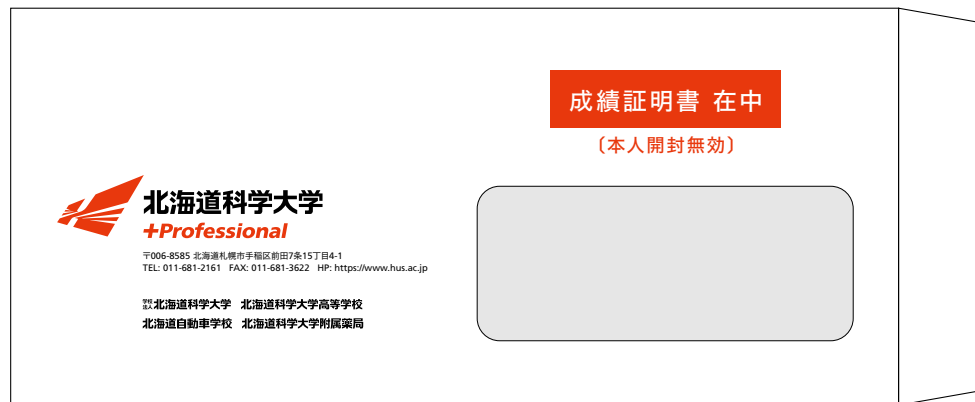 成績証明書 在中
〔本人開封無効〕
北海道科学大学
+Professional
〒006-8585 北海道札幌市手稲区前田7条15丁目4-1
TEL: 011-681-2161 FAX: 011-681-3622 HP: https://www.hus.ac.jp
学校法人 北海道科学大学 北海道科学大学高等学校
北海道自動車学校 北海道科学大学附属薬局